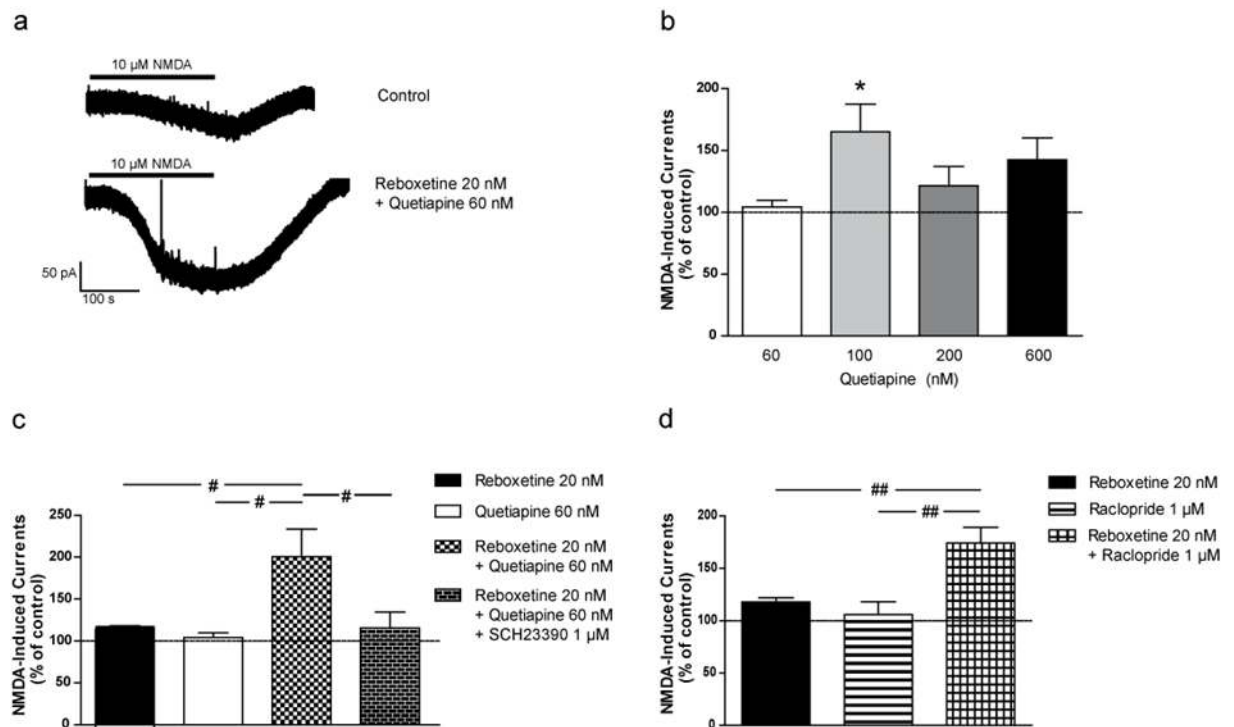 a
10 µM NMDA
Control
10 µM NMDA
Reboxetine 20 nM
+ Quetiapine 60 nM
50 pA
100 s
b
NMDA-Induced Currents
(% of control)
200
150
100
50
0
*
60 100 200 600
Quetiapine (nM)
c
NMDA-Induced Currents
(% of control)
250
200
150
100
50
0
#
# #
Reboxetine 20 nM
Quetiapine 60 nM
Reboxetine 20 nM
+ Quetiapine 60 nM
Reboxetine 20 nM
+ Quetiapine 60 nM
+ SCH23390 1 µM
d
NMDA-Induced Currents
(% of control)
200
150
100
50
0
##
##
Reboxetine 20 nM
Raclopride 1 µM
Reboxetine 20 nM
+ Raclopride 1 µM